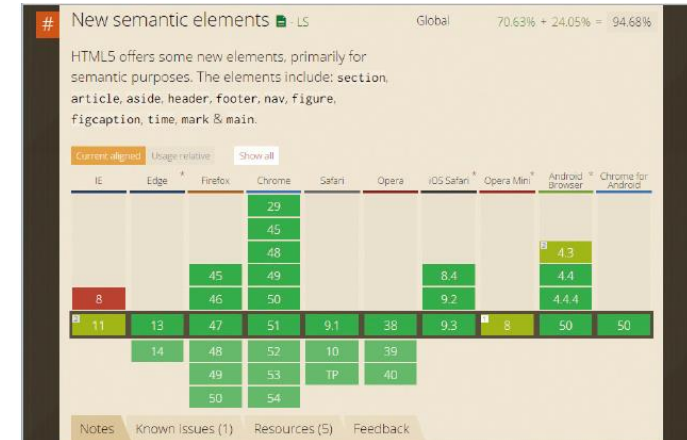 # New semantic elements - LS Global 70.63% + 24.05% = 94.68%
HTML5 offers some new elements, primarily for
semantic purposes. The elements include: section,
article, aside, header, footer, nav, figure,
figcaption, time, mark & main.
Current aligned Usage relative Show all
IE Edge * Firefox Chrome Safari Opera iOS Safari * Opera Mini * Android Browser * Chrome for Android
29
45
48 2 4.3
45 49 8.4 4.4
8 46 50 9.2 4.4.4
2 11 13 47 51 9.1 38 9.3 1 8 50 50
14 48 52 10 39
49 53 TP 40
50 54
Notes Known issues (1) Resources (5) Feedback